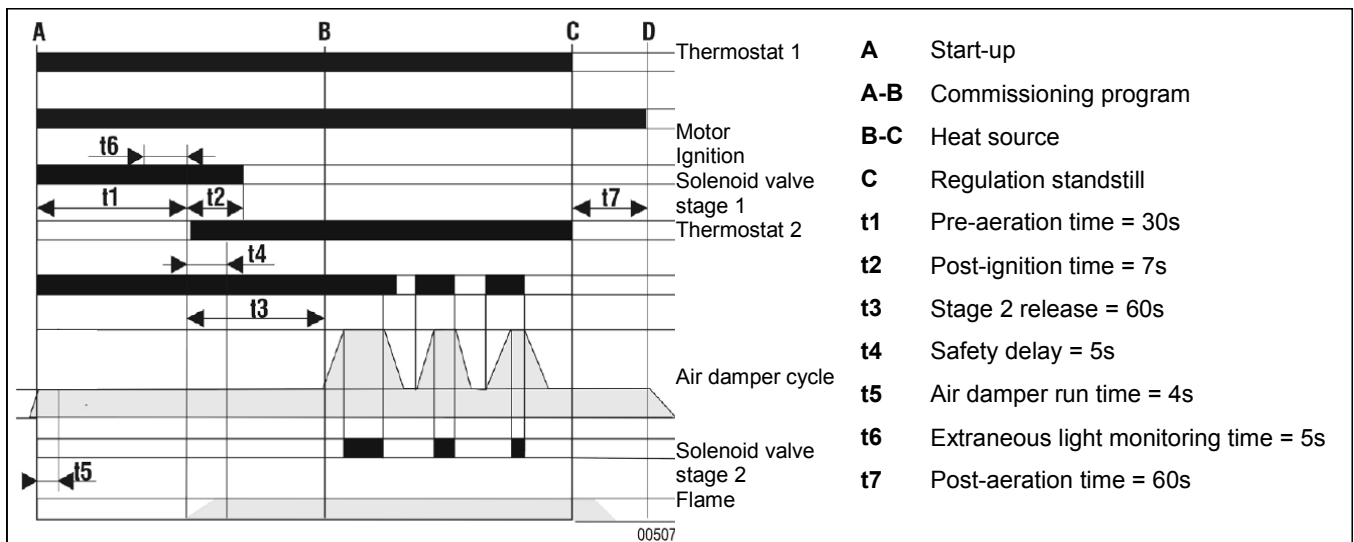 A B C D
Thermostat 1
Motor
t6
Ignition
Solenoid valve
t1 t2 t7
stage 1
Thermostat 2
t4
t3
Air damper cycle
Solenoid valve
t5
stage 2
Flame
00507
A Start-up
A-B Commissioning program
B-C Heat source
C Regulation standstill
t1 Pre-aeration time = 30s
t2 Post-ignition time = 7s
t3 Stage 2 release = 60s
t4 Safety delay = 5s
t5 Air damper run time = 4s
t6 Extraneous light monitoring time = 5s
t7 Post-aeration time = 60s